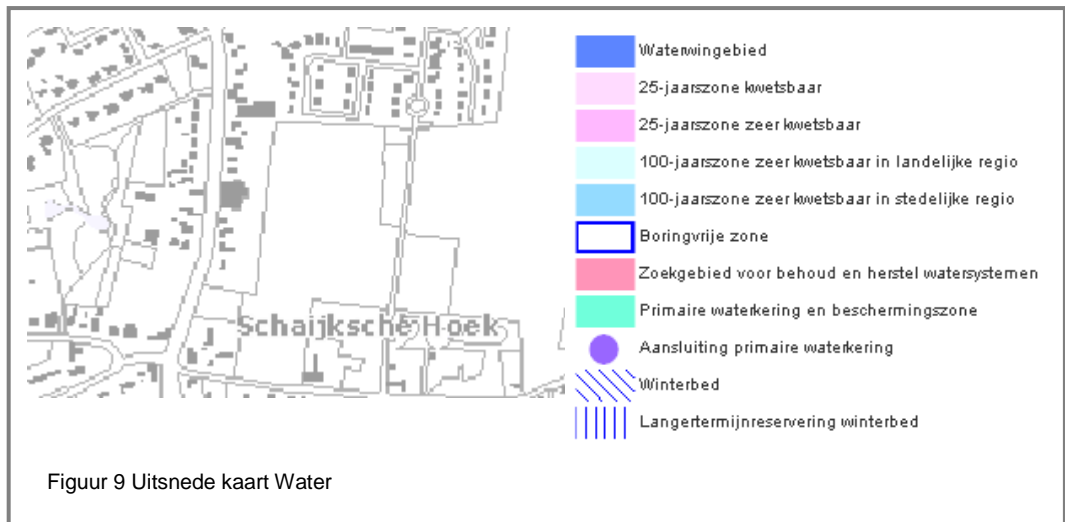 Waterwingebied
25-jaarszone kwetsbaar
25-jaarszone zeer kwetsbaar
100-jaarszone zeer kwetsbaar in landelijke regio
100-jaarszone zeer kwetsbaar in stedelijke regio
Boringvrije zone
Zoekgebied voor behoud en herstel watersystemen
Primaire waterkering en beschermingszone
Aansluiting primaire waterkering
Winterbed
Langertermijnreservering winterbed
Schaijksche Hoek
Figuur 9 Uitsnede kaart Water